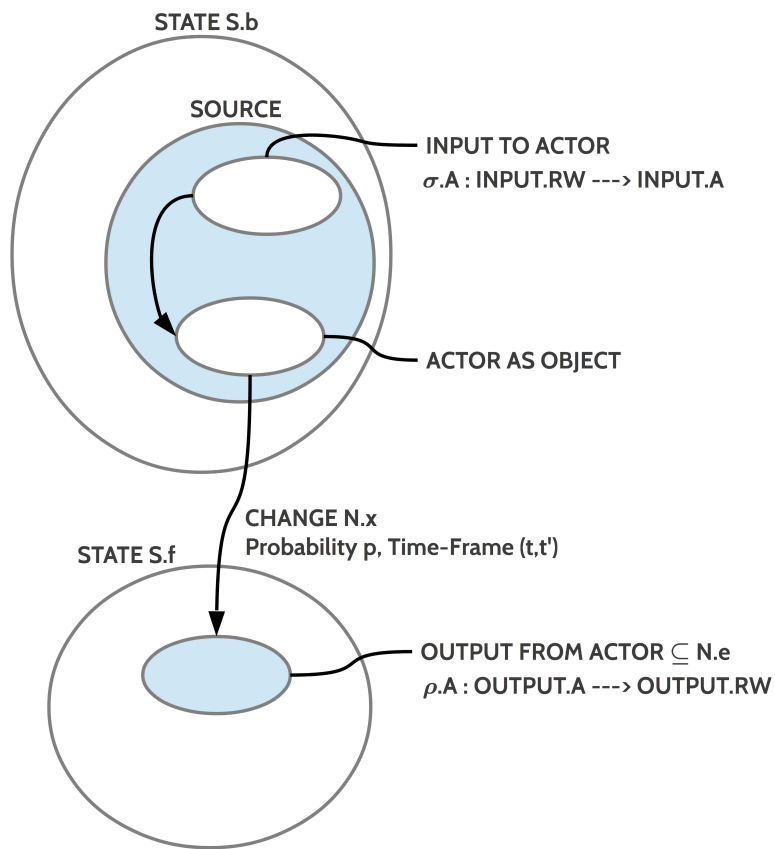 STATE S.b
SOURCE
INPUT TO ACTOR
σ.A : INPUT.RW ---> INPUT.A
ACTOR AS OBJECT
CHANGE N.x
Probability p, Time-Frame (t,t')
STATE S.f
OUTPUT FROM ACTOR ⊆ N.e
ρ.A : OUTPUT.A ---> OUTPUT.RW